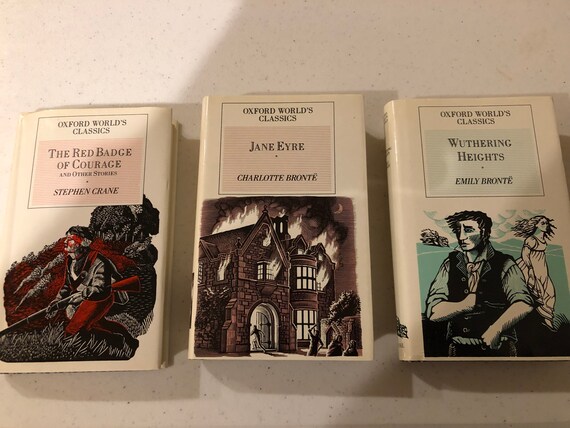 OXFORD WORLD'S
CLASSICS
THE RED BADGE
OF COURAGE
AND OTHER STORIES
STEPHEN CRANE
OXFORD WORLD'S
CLASSICS
JANE EYRE
CHARLOTTE BRONTË
OXFORD WORLD'S
CLASSICS
WUTHERING
HEIGHTS
EMILY BRONTË